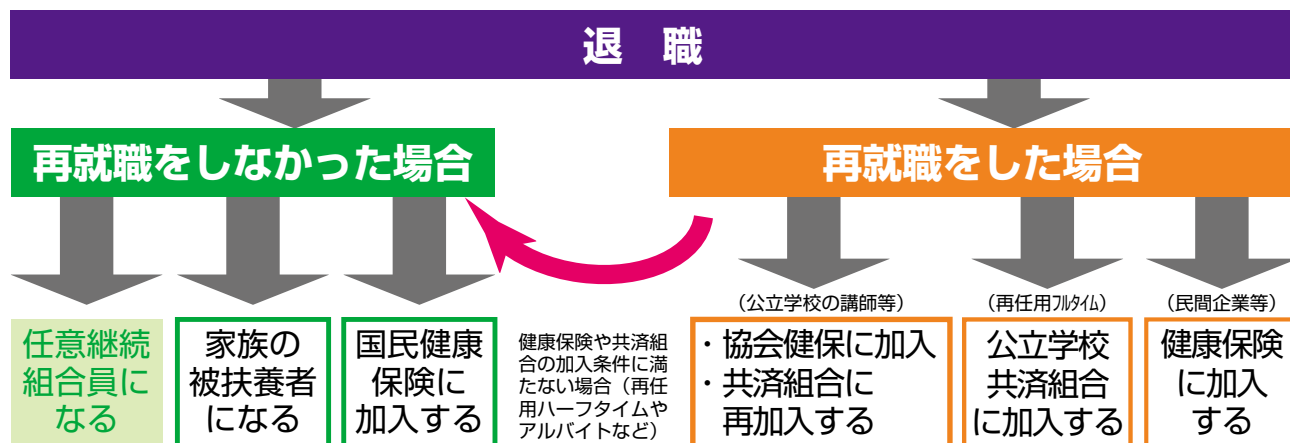 退　職
再就職をしなかった場合
再就職をした場合
任意継続
組合員に
なる
家族の
被扶養者
になる
国民健康
保険に
加入する
健康保険や共済組
合の加入条件に満
たない場合（再任
用ハーフタイムや
アルバイトなど）
（公立学校の講師等）
・協会健保に加入
・共済組合に
再加入する
（再任用ﾌﾙﾀｲﾑ）
公立学校
共済組合
に加入する
（民間企業等）
健康保険
に加入
する